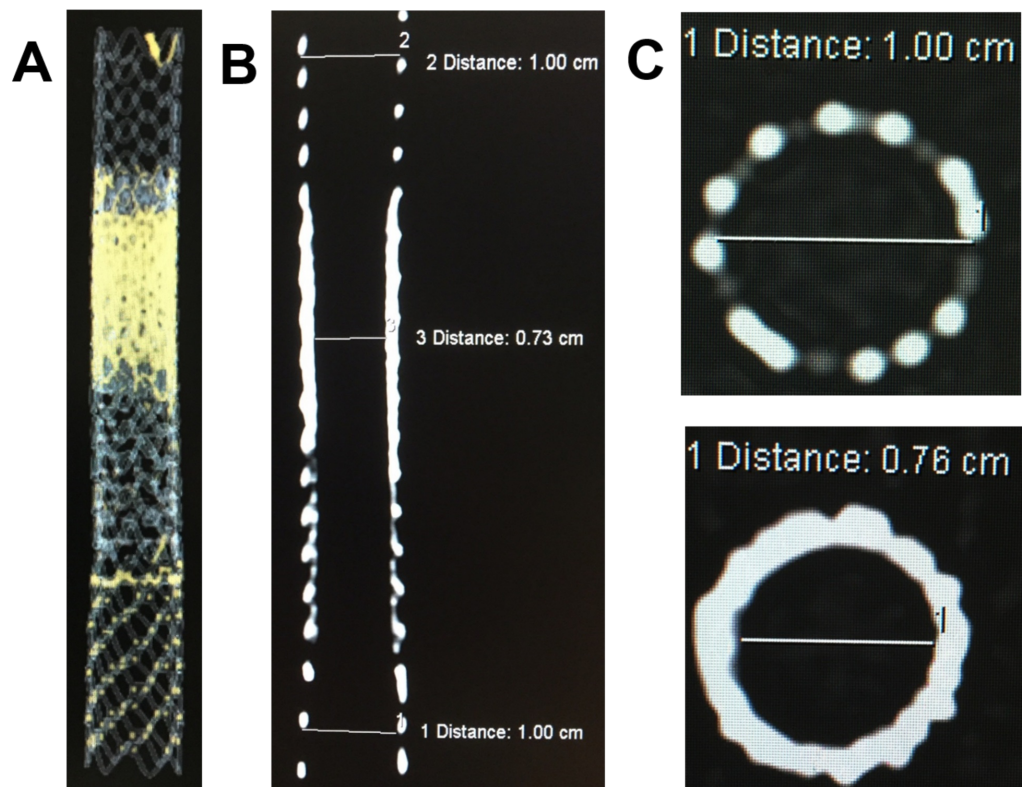 A
B
C
2
2 Distance: 1.00 cm
3
3 Distance: 0.73 cm
1
1 Distance: 1.00 cm
1 Distance: 1.00 cm
1
1 Distance: 0.76 cm
1